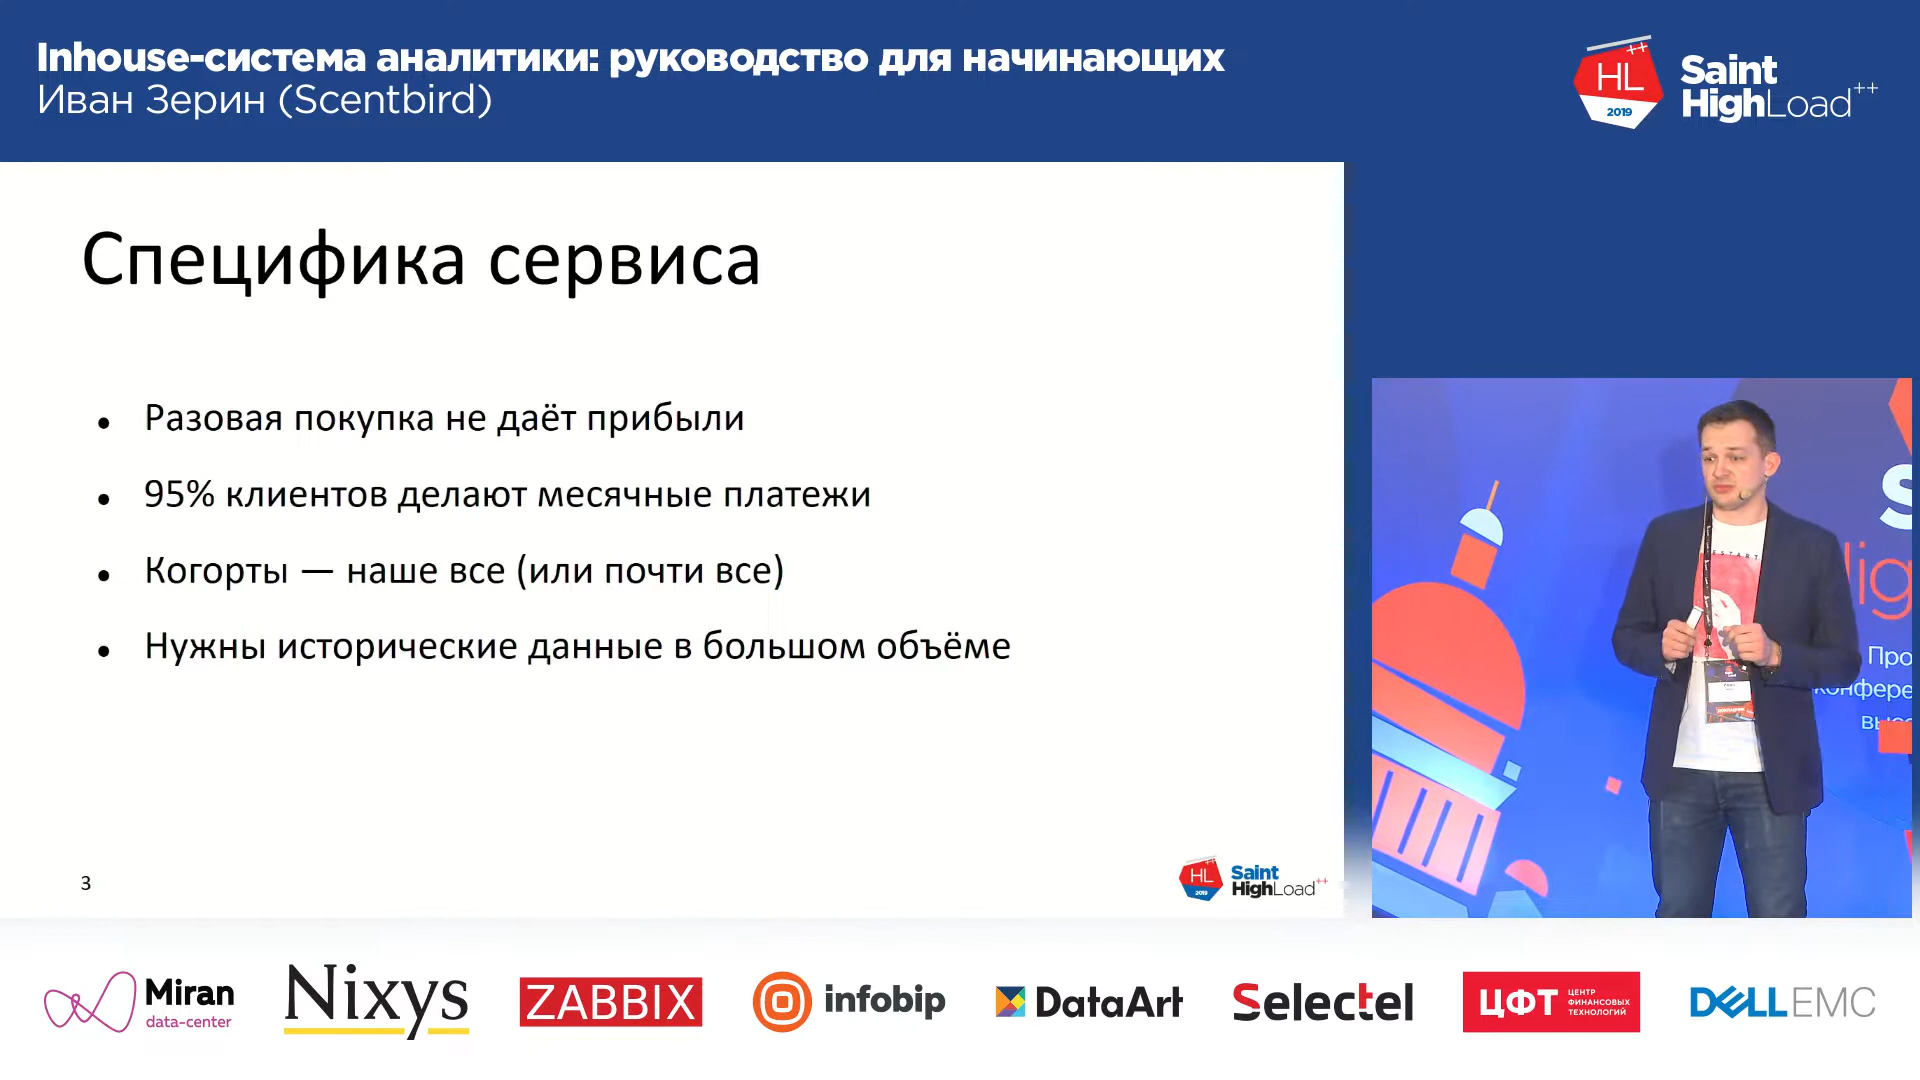 Inhouse-система аналитики: руководство для начинающих
Иван Зерин (Scentbird)
HL ++
2019
Saint
HighLoad++
Специфика сервиса
• Разовая покупка не даёт прибыли
• 95% клиентов делают месячные платежи
• Когорты — наше все (или почти все)
• Нужны исторические данные в большом объёме
3
HL ++
2019
Saint
HighLoad++
Про
конфере
Miran
data-center
Nixys
ZABBIX
infobip
DataArt
Selectel
ЦФТ
ЦЕНТР
ФИНАНСОВЫХ
ТЕХНОЛОГИЙ
DELL EMC